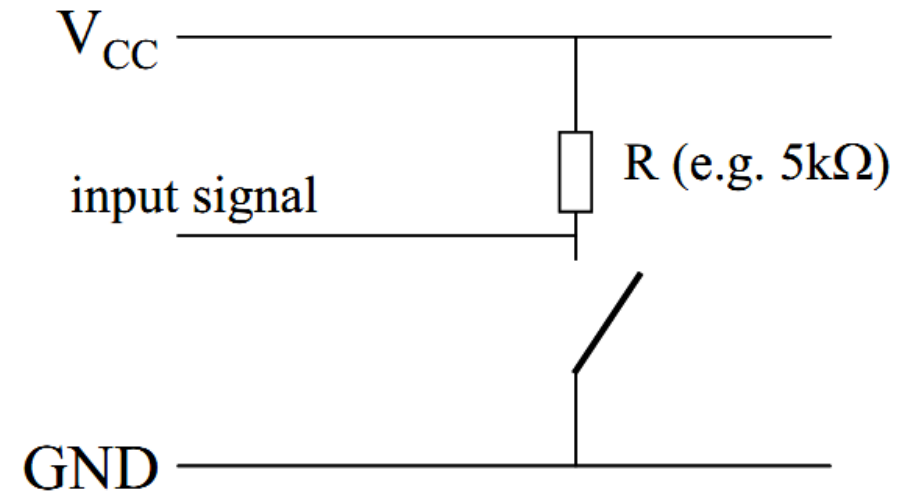 VCC
R (e.g. 5kΩ)
input signal
GND